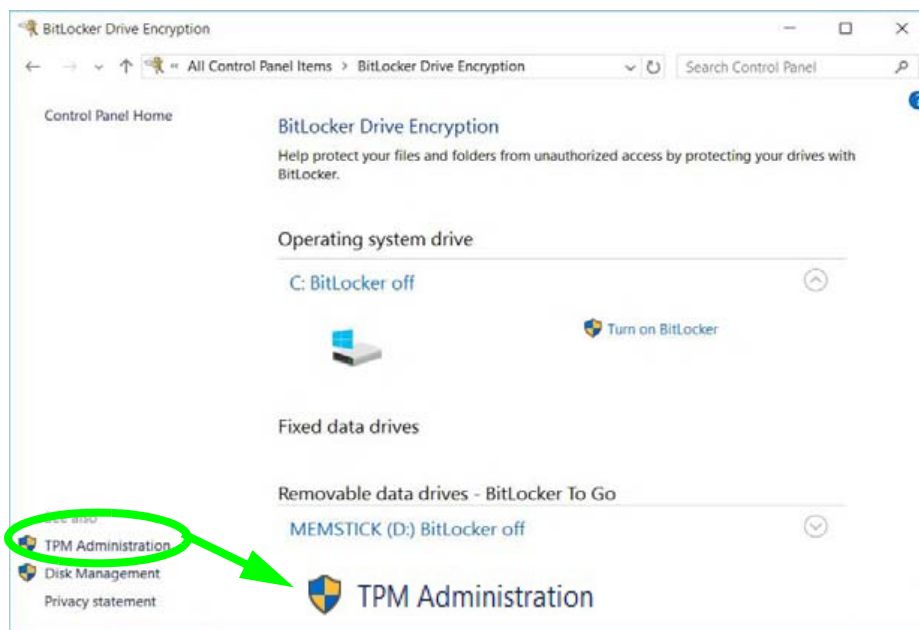 BitLocker Drive Encryption
« All Control Panel Items > BitLocker Drive Encryption
Search Control Panel
Control Panel Home
BitLocker Drive Encryption
Help protect your files and folders from unauthorized access by protecting your drives with
BitLocker.
Operating system drive
C: BitLocker off
Turn on BitLocker
Fixed data drives
Removable data drives - BitLocker To Go
MEMSTICK (D:) BitLocker off
See also
TPM Administration
Disk Management
Privacy statement
TPM Administration